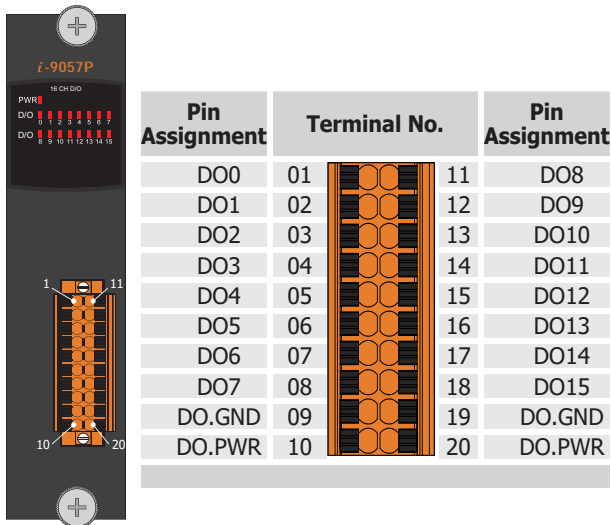 i-9057P
16 CH D/O
PWR
D/O 0 1 2 3 4 5 6 7
D/O 8 9 10 11 12 13 14 15
1 11
10 20
Pin Assignment Terminal No. Pin Assignment
DO0 01 11 DO8
DO1 02 12 DO9
DO2 03 13 DO10
DO3 04 14 DO11
DO4 05 15 DO12
DO5 06 16 DO13
DO6 07 17 DO14
DO7 08 18 DO15
DO.GND 09 19 DO.GND
DO.PWR 10 20 DO.PWR